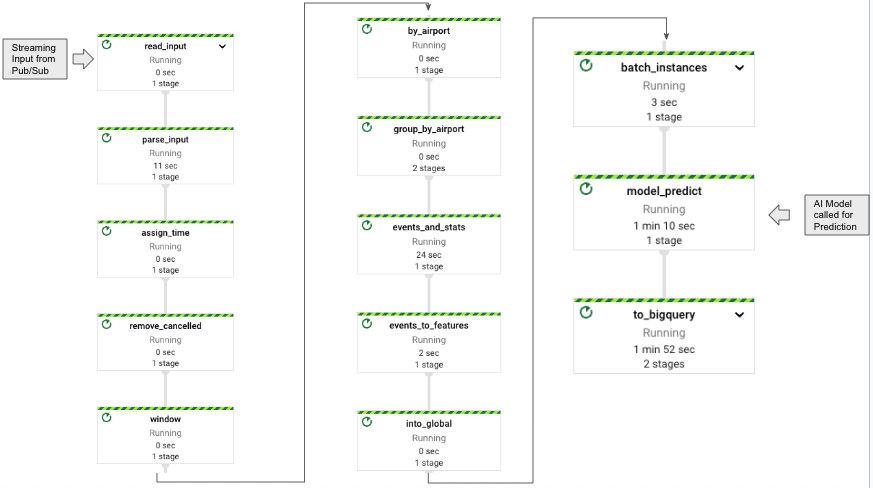 Streaming
Input from
Pub/Sub
read_input
Running
0 sec
1 stage
parse_input
Running
11 sec
1 stage
assign_time
Running
0 sec
1 stage
remove_cancelled
Running
0 sec
1 stage
window
Running
0 sec
1 stage
by_airport
Running
0 sec
1 stage
group_by_airport
Running
0 sec
2 stages
events_and_stats
Running
24 sec
1 stage
events_to_features
Running
2 sec
1 stage
into_global
Running
0 sec
1 stage
batch_instances
Running
3 sec
1 stage
model_predict
Running
1 min 10 sec
1 stage
AI Model
called for
Prediction
to_bigquery
Running
1 min 52 sec
2 stages